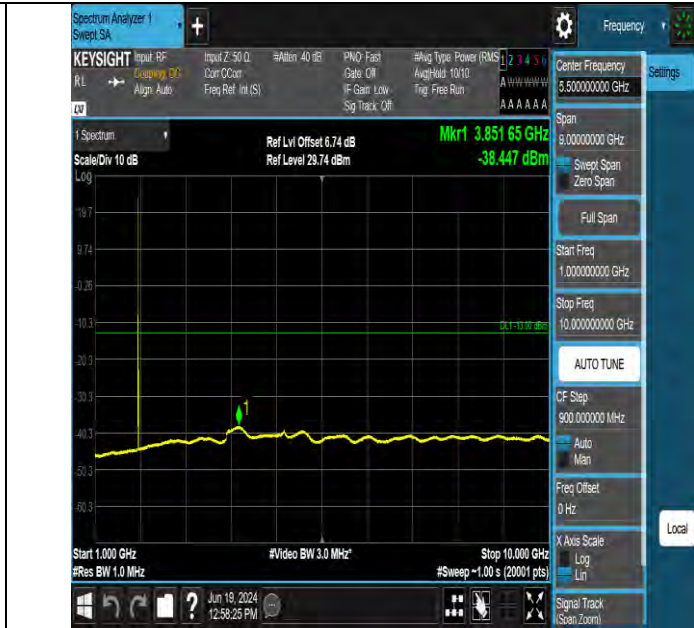 Spectrum Analyzer 1
Swept SA
Frequency
KEYSIGHT
RL
LXI
Input: RF
Coupling: DC
Align: Auto
Input Z: 50 Ω
Corr CCorr
Freq Ref: Int (S)
#Atten: 40 dB
PNO: Fast
Gate: Off
IF Gain: Low
Sig Track: Off
#Avg Type: Power (RMS
Avg|Hold: 10/10
Trig: Free Run
1 2 3 4 5 6
A W W W W W
A A A A A A
Center Frequency
5.500000000 GHz
Settings
Span
9.00000000 GHz
Swept Span
Zero Span
Full Span
Start Freq
1.000000000 GHz
Stop Freq
10.000000000 GHz
AUTO TUNE
CF Step
900.000000 MHz
Auto
Man
Freq Offset
0 Hz
X Axis Scale
Log
Lin
Signal Track
(Span Zoom)
Local
1 Spectrum
Scale/Div 10 dB
Log
Ref Lvl Offset 6.74 dB
Ref Level 29.74 dBm
Mkr1 3.851 65 GHz
-38.447 dBm
19.7
9.74
-0.26
-10.3
-20.3
-30.3
-40.3
-50.3
-60.3
DL1 -13.00 dBm
1
Start 1.000 GHz
#Res BW 1.0 MHz
#Video BW 3.0 MHz*
Stop 10.000 GHz
#Sweep ~1.00 s (20001 pts)
?
Jun 19, 2024
12:58:25 PM